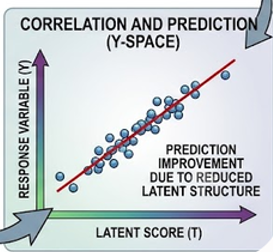 CORRELATION AND PREDICTION
(Y-SPACE)
RESPONSE VARIABLE (Y)
PREDICTION
IMPROVEMENT
DUE TO REDUCED
LATENT STRUCTURE
LATENT SCORE (T)